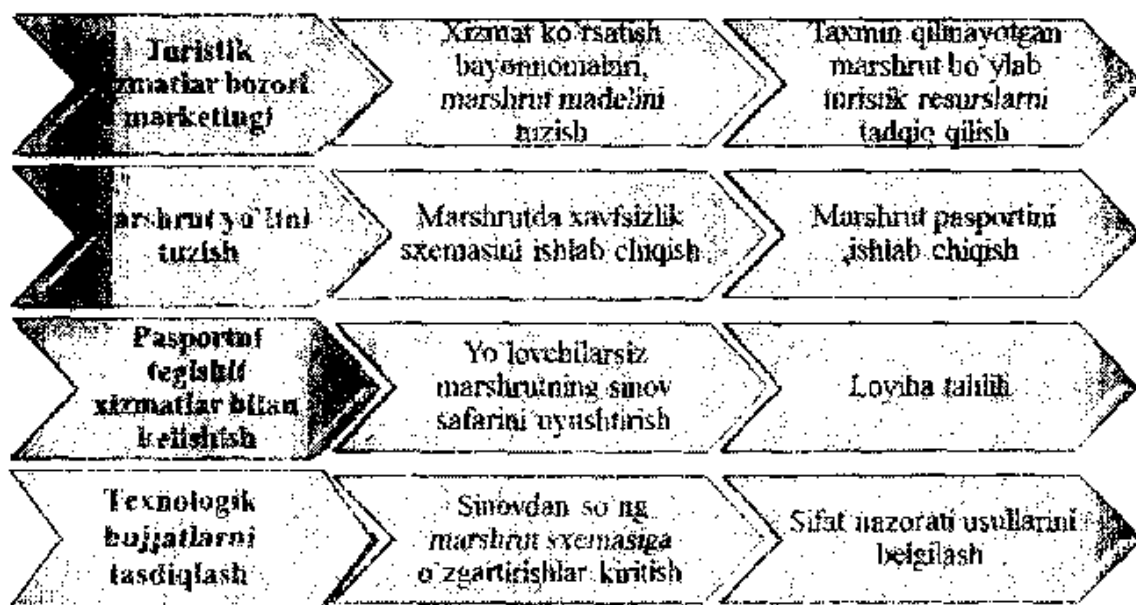 Turistik
xizmatlar bozori
marketingi
Xizmat ko`rsatish
bayonnomalari,
marshrut madelini
tuzish
Taxmin qilinayotgan
marshrut bo`ylab
turistik resurslarni
tadqiq qilish
arshrut yo`lini
tuzish
Marshrutda xavfsizlik
sxemasini ishlab chiqish
Marshrut pasportini
ishlab chiqish
Pasportni
tegishli
xizmatlar bilan
kelishish
Yo`lovchilarsiz
marshrutning sinov
safarini uyushtirish
Loyiha tahlili
Texnologik
hujjatlarni
tasdiqlash
Sinovdan so`ng
marshrut sxemasiga
o`zgartirishlar kiritish
Sifat nazorati usullarini
belgilash